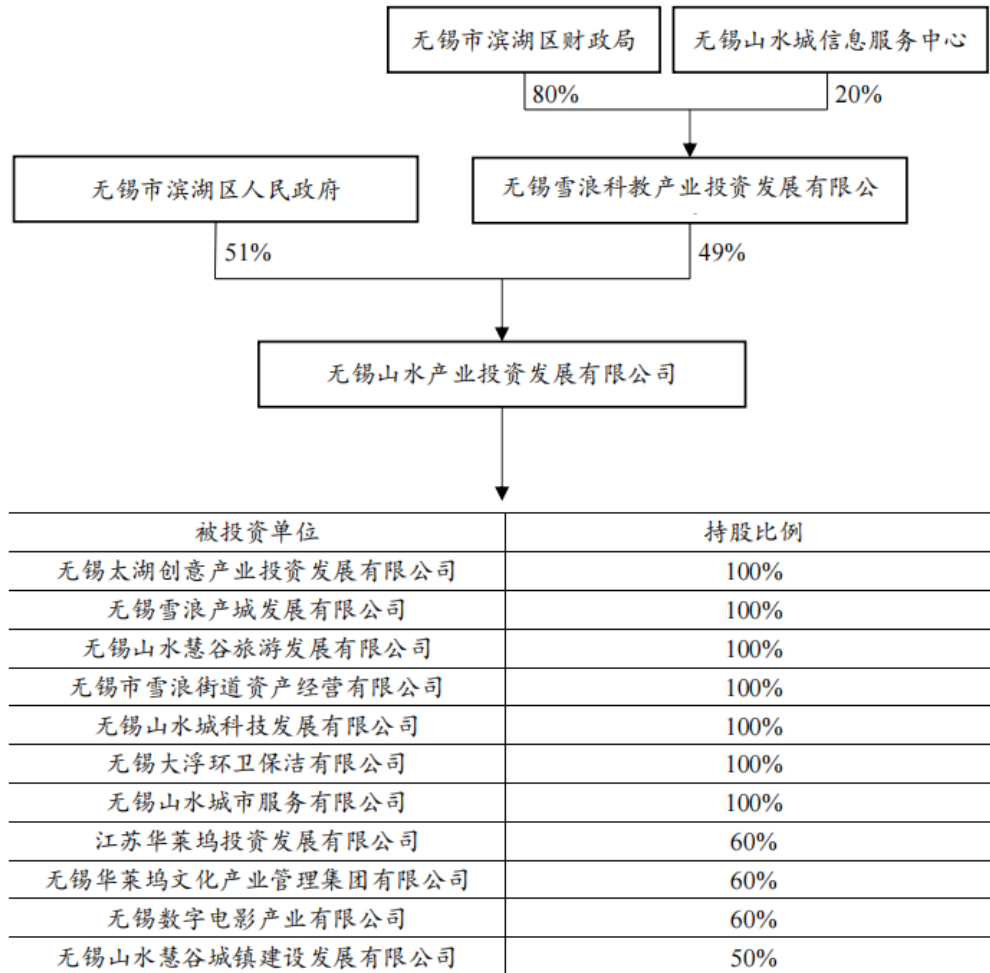 无锡市滨湖区财政局
无锡山水城信息服务中心
80%
20%
无锡市滨湖区人民政府
无锡雪浪科教产业投资发展有限公
51%
49%
无锡山水产业投资发展有限公司
被投资单位 持股比例
无锡太湖创意产业投资发展有限公司 100%
无锡雪浪产城发展有限公司 100%
无锡山水慧谷旅游发展有限公司 100%
无锡市雪浪街道资产经营有限公司 100%
无锡山水城科技发展有限公司 100%
无锡大浮环卫保洁有限公司 100%
无锡山水城市服务有限公司 100%
江苏华莱坞投资发展有限公司 60%
无锡华莱坞文化产业管理集团有限公司 60%
无锡数字电影产业有限公司 60%
无锡山水慧谷城镇建设发展有限公司 50%